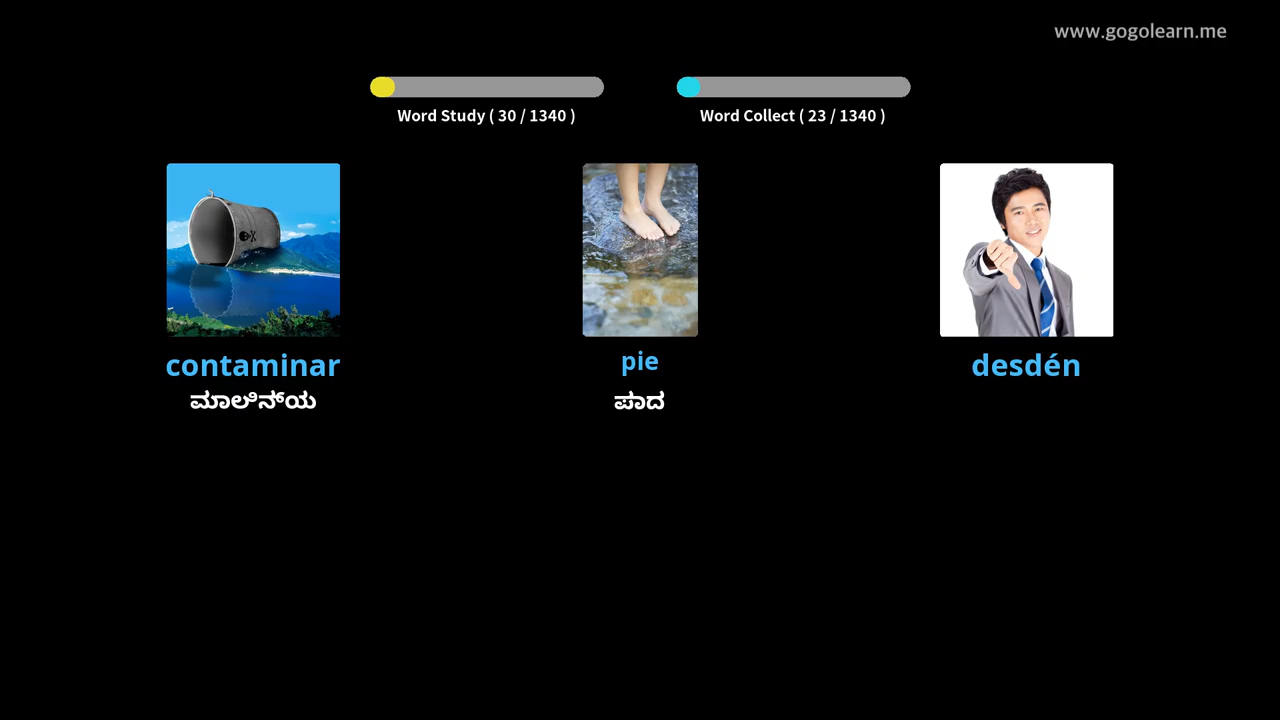 www.gogolearn.me
Word Study ( 30 / 1340 )
Word Collect ( 23 / 1340 )
contaminar
pie
desdén
ಮಾಲಿನ್ಯ
ಪಾದ